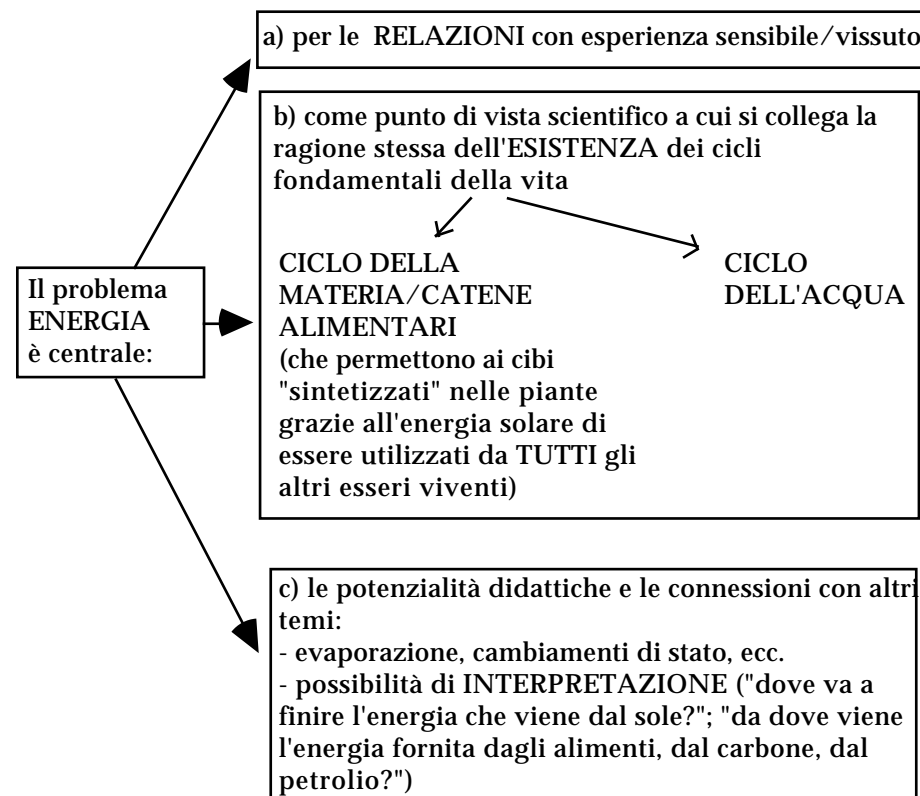 a) per le RELAZIONI con esperienza sensibile/vissuto
b) come punto di vista scientifico a cui si collega la
ragione stessa dell'ESISTENZA dei cicli
fondamentali della vita
CICLO DELLA
MATERIA/CATENE
ALIMENTARI
(che permettono ai cibi
"sintetizzati" nelle piante
grazie all'energia solare di
essere utilizzati da TUTTI gli
altri esseri viventi)
CICLO
DELL'ACQUA
Il problema
ENERGIA
è centrale:
c) le potenzialità didattiche e le connessioni con altri
temi:
- evaporazione, cambiamenti di stato, ecc.
- possibilità di INTERPRETAZIONE ("dove va a
finire l'energia che viene dal sole?"; "da dove viene
l'energia fornita dagli alimenti, dal carbone, dal
petrolio?")